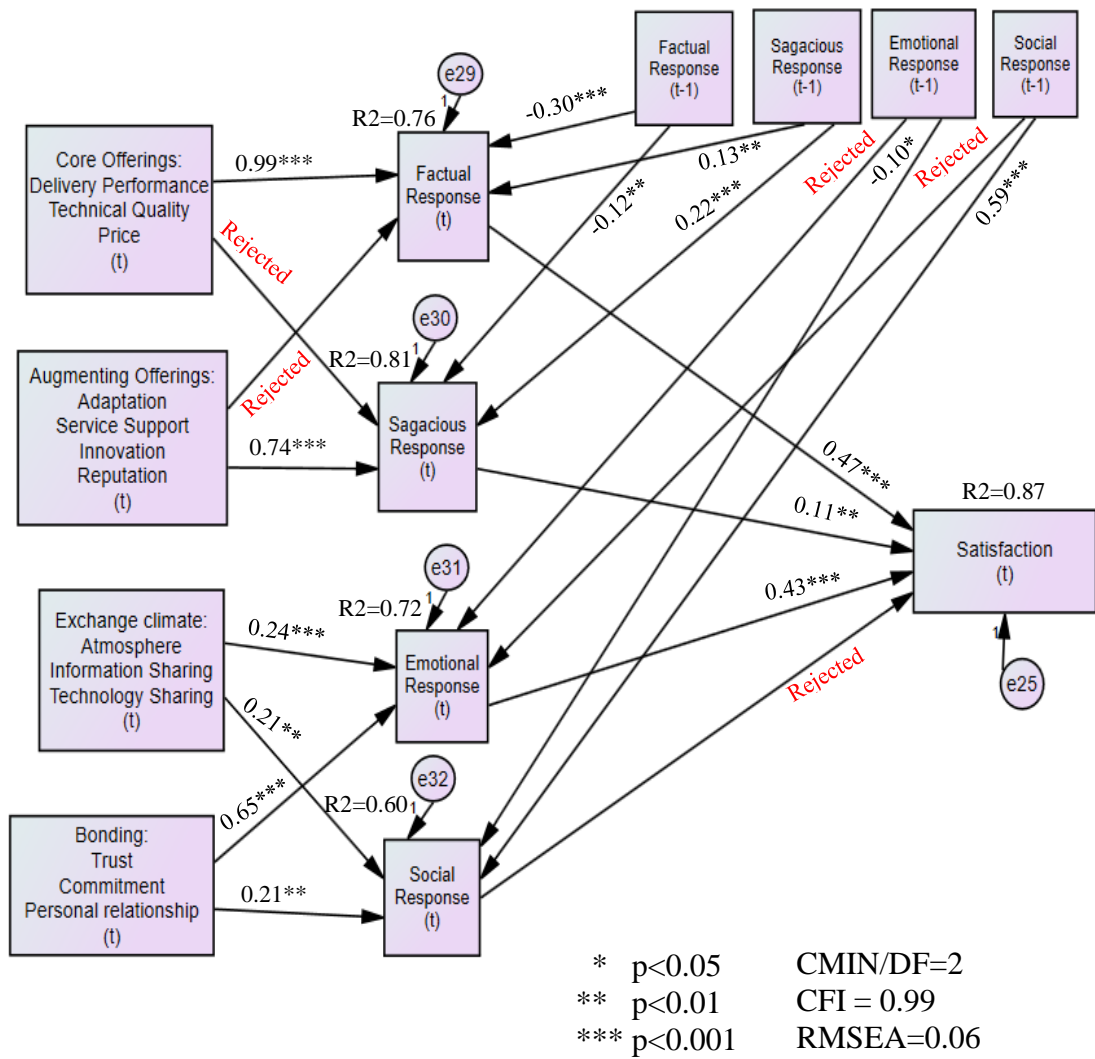 Factual
Response
(t-1)
Sagacious
Response
(t-1)
Emotional
Response
(t-1)
Social
Response
(t-1)
e29
1
R2=0.76
-0.30***
0.13**
-0.12**
0.22***
Rejected
-0.10*
Rejected
0.59***
Core Offerings:
Delivery Performance
Technical Quality
Price
(t)
0.99***
Rejected
Factual
Response
(t)
e30
1
R2=0.81
Augmenting Offerings:
Adaptation
Service Support
Innovation
Reputation
(t)
Rejected
0.74***
Sagacious
Response
(t)
0.47***
0.11**
R2=0.87
Satisfaction
(t)
0.43***
Rejected
1
e25
e31
1
R2=0.72
Exchange climate:
Atmosphere
Information Sharing
Technology Sharing
(t)
0.24***
0.21**
Emotional
Response
(t)
e32
1
R2=0.60
Bonding:
Trust
Commitment
Personal relationship
(t)
0.65***
0.21**
Social
Response
(t)
* p<0.05 CMIN/DF=2
** p<0.01 CFI = 0.99
*** p<0.001 RMSEA=0.06